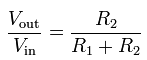 V_out / V_in = R_2 / (R_1 + R_2)